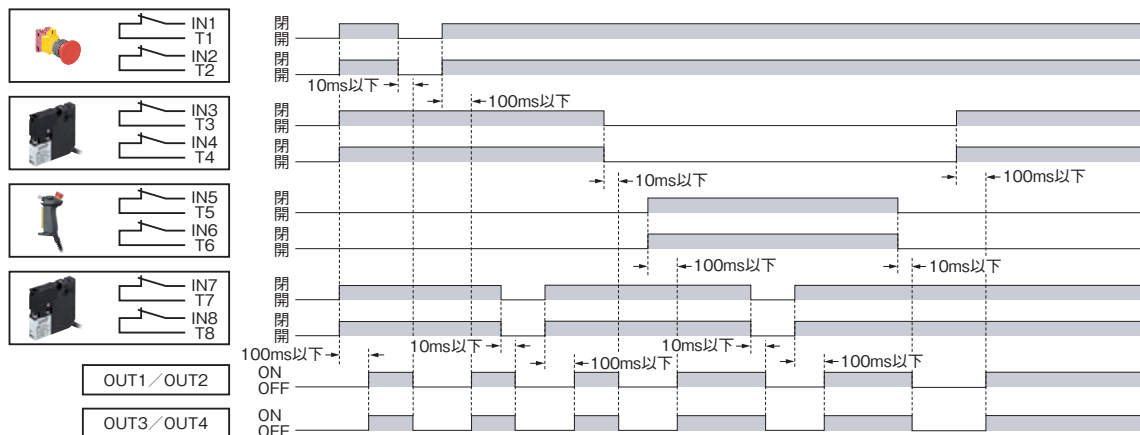 IN1
T1
IN2
T2
閉
開
閉
開
10ms以下
100ms以下
IN3
T3
IN4
T4
閉
開
閉
開
10ms以下
100ms以下
IN5
T5
IN6
T6
閉
開
閉
開
100ms以下
10ms以下
IN7
T7
IN8
T8
閉
開
閉
開
100ms以下
10ms以下
100ms以下
10ms以下
100ms以下
OUT1/OUT2
ON
OFF
OUT3/OUT4
ON
OFF